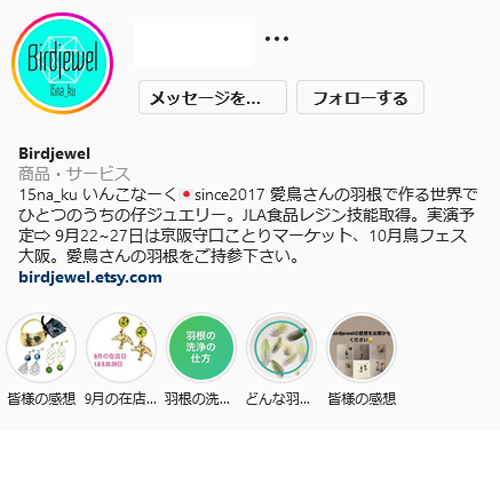 Birdjewel
15na_ku
メッセージを...
フォローする
Birdjewel
商品・サービス
15na_ku いんこなーく🇯🇵since2017 愛鳥さんの羽根で作る世界で
ひとつのうちの仔ジュエリー。JLA食品レジン技能取得。実演予
定⇨ 9月22~27日は京阪守口ことりマーケット、10月鳥フェス
大阪。愛鳥さんの羽根をご持参下さい。
birdjewel.etsy.com
9月の在店日
1.8.8.15.29日
羽根の
洗浄の
仕方
birdjewelの感想をお聞かせ
ください
皆様の感想
9月の在店...
羽根の洗...
どんな羽...
皆様の感想